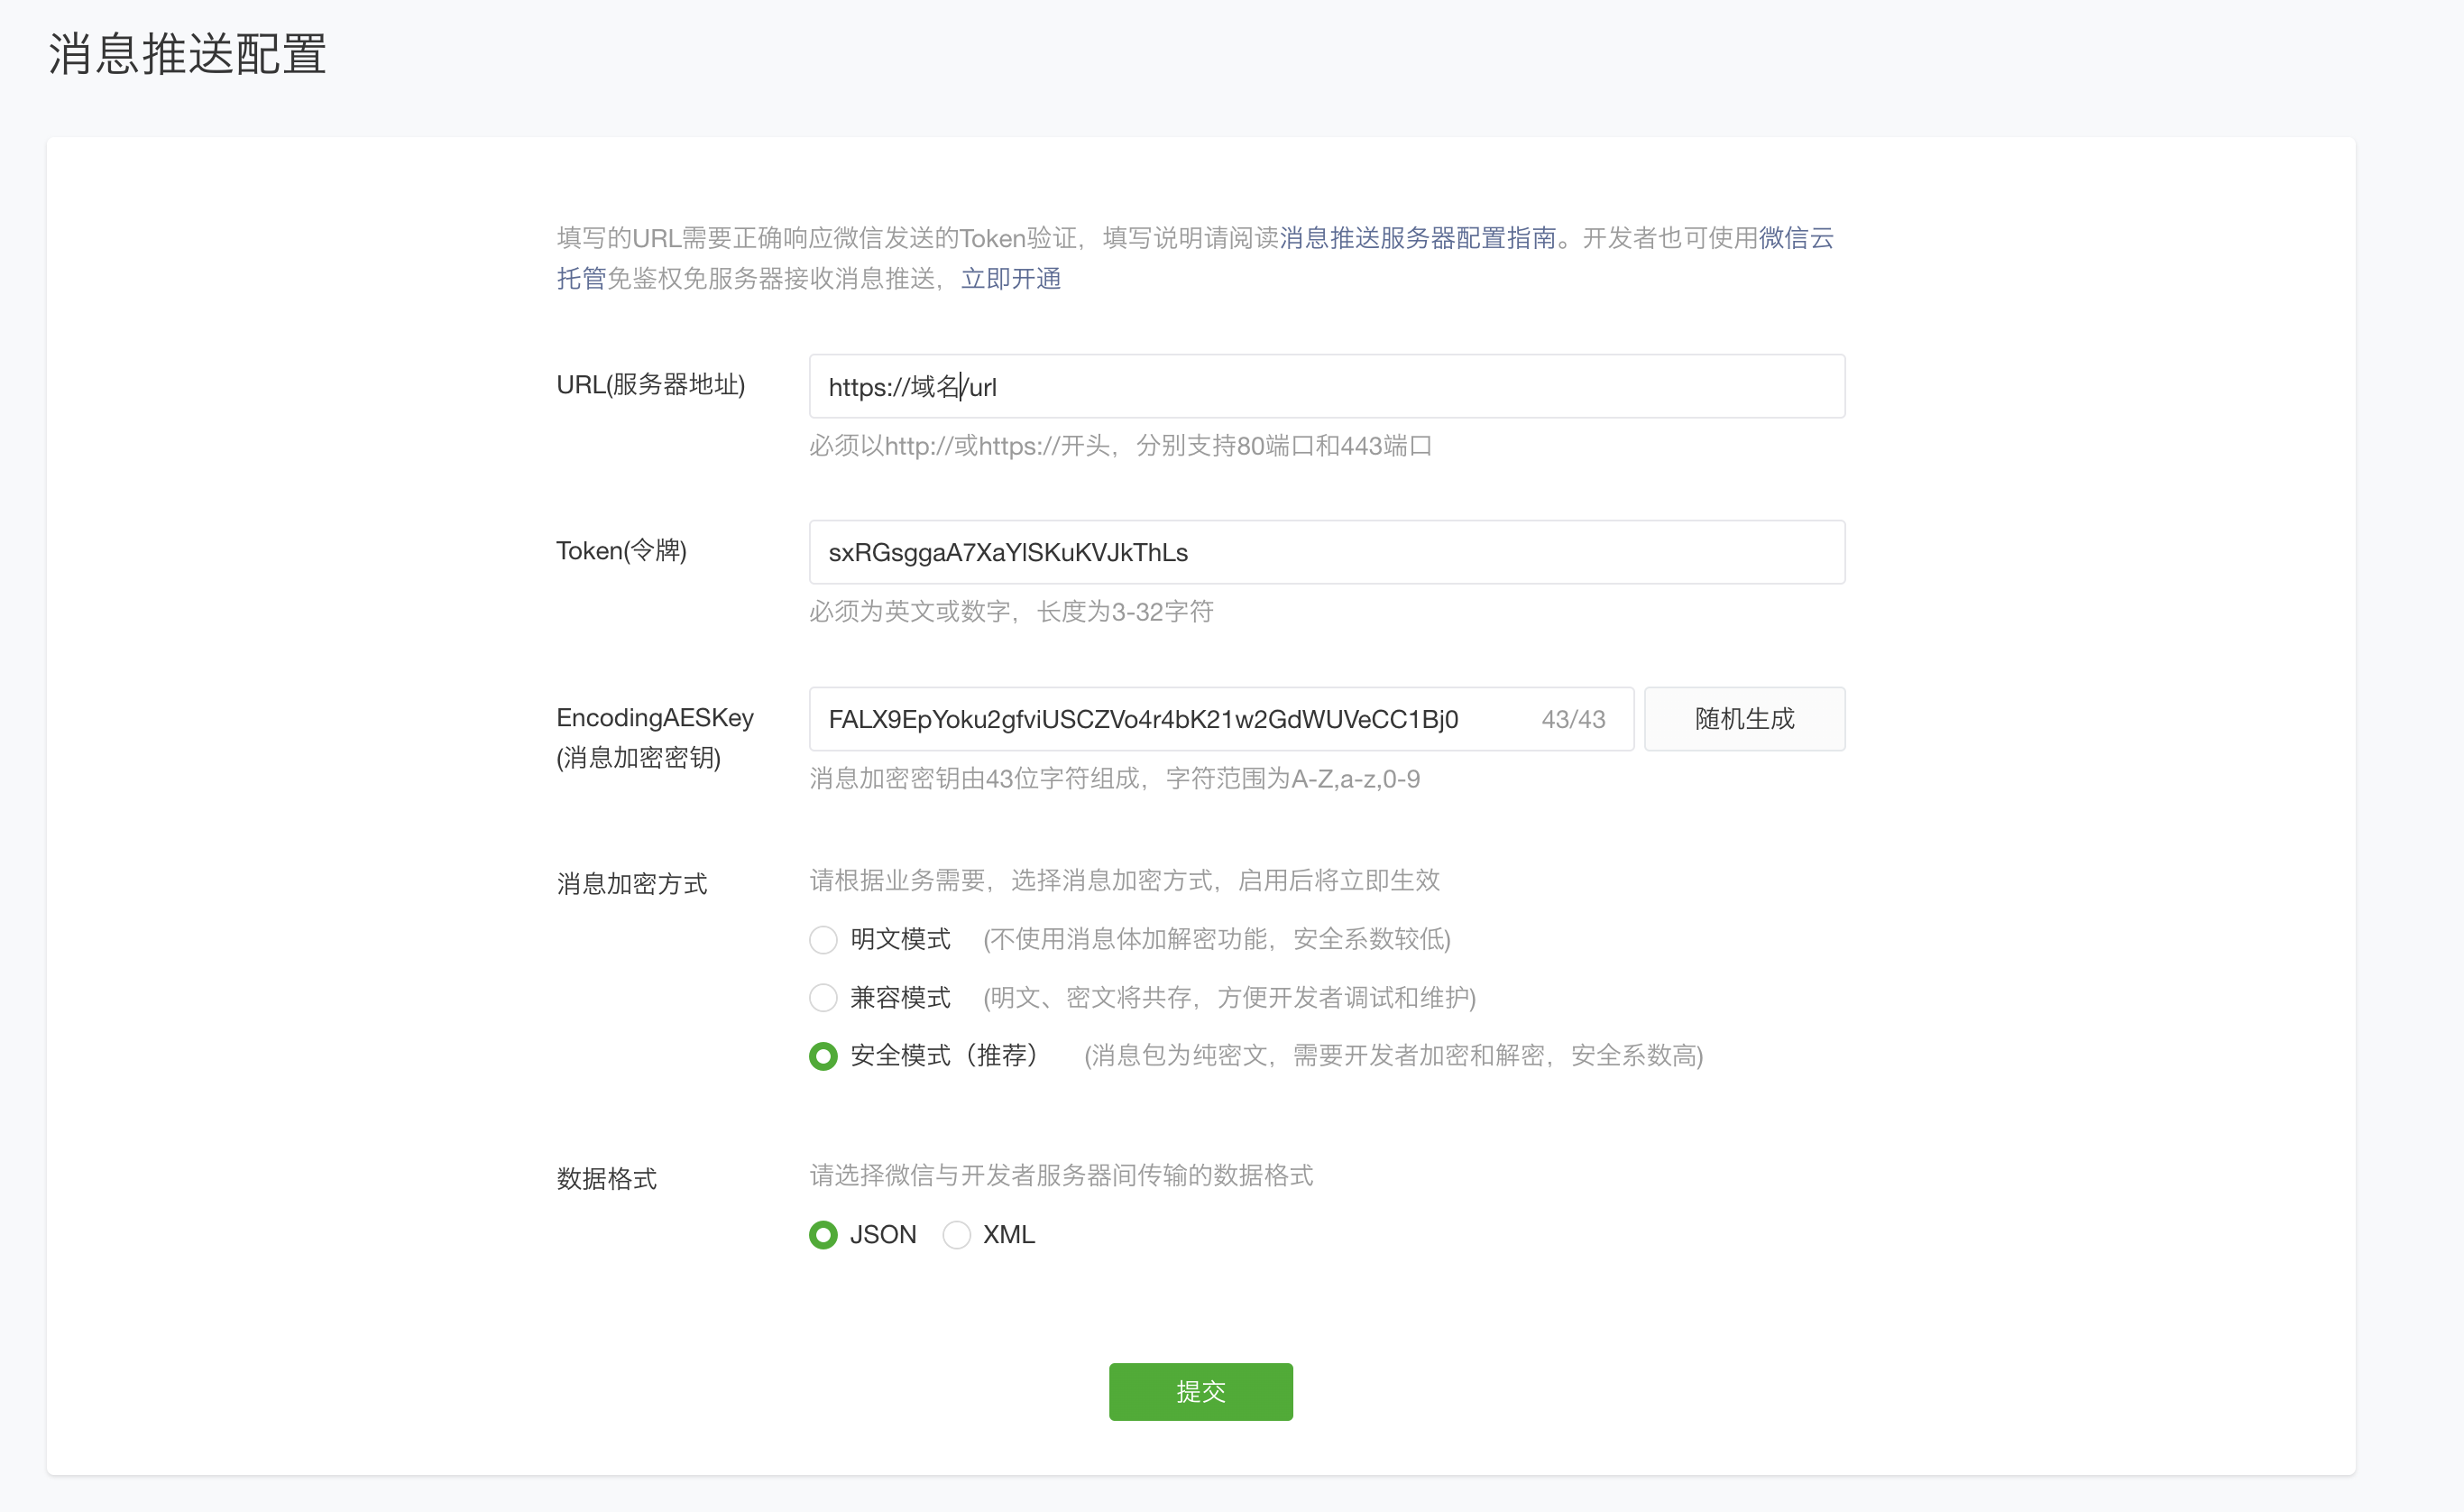 消息推送配置
填写的URL需要正确响应微信发送的Token验证，填写说明请阅读消息推送服务器配置指南。开发者也可使用微信云
托管免鉴权免服务器接收消息推送，立即开通
URL(服务器地址)
https://域名/url
必须以http://或https://开头，分别支持80端口和443端口
Token(令牌)
sxRGsggaA7XaYlSKuKVJkThLs
必须为英文或数字，长度为3-32字符
EncodingAESKey
(消息加密密钥)
FALX9EpYoku2gfviUSCZVo4r4bK21w2GdWUVeCC1Bj0 43/43 随机生成
消息加密密钥由43位字符组成，字符范围为A-Z,a-z,0-9
消息加密方式
请根据业务需要，选择消息加密方式，启用后将立即生效
明文模式 (不使用消息体加解密功能，安全系数较低)
兼容模式 (明文、密文将共存，方便开发者调试和维护)
安全模式（推荐） (消息包为纯密文，需要开发者加密和解密，安全系数高)
数据格式
请选择微信与开发者服务器间传输的数据格式
JSON XML
提交